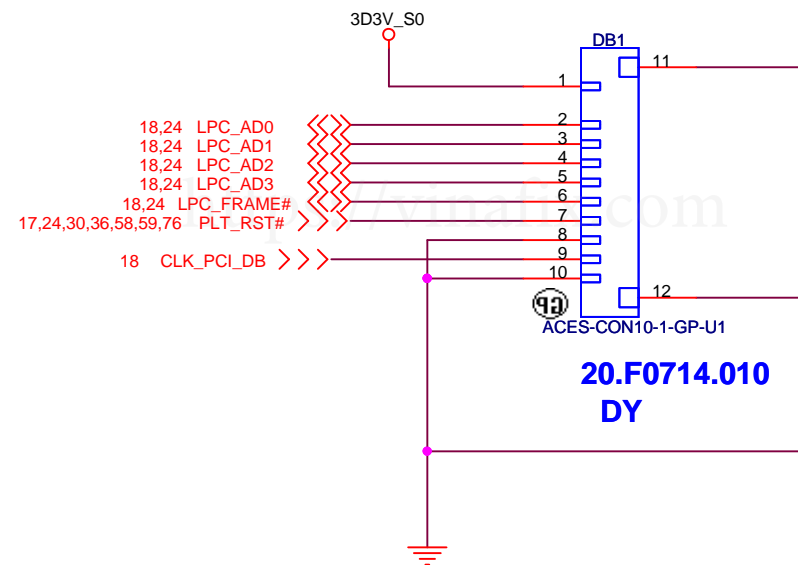 3D3V_S0
DB1
11
1
18,24 LPC_AD0
2
18,24 LPC_AD1
3
18,24 LPC_AD2
4
18,24 LPC_AD3
5
18,24 LPC_FRAME#
6
17,24,30,36,58,59,76 PLT_RST#
7
8
18 CLK_PCI_DB
9
10
12
GP
ACES-CON10-1-GP-U1
20.F0714.010
DY